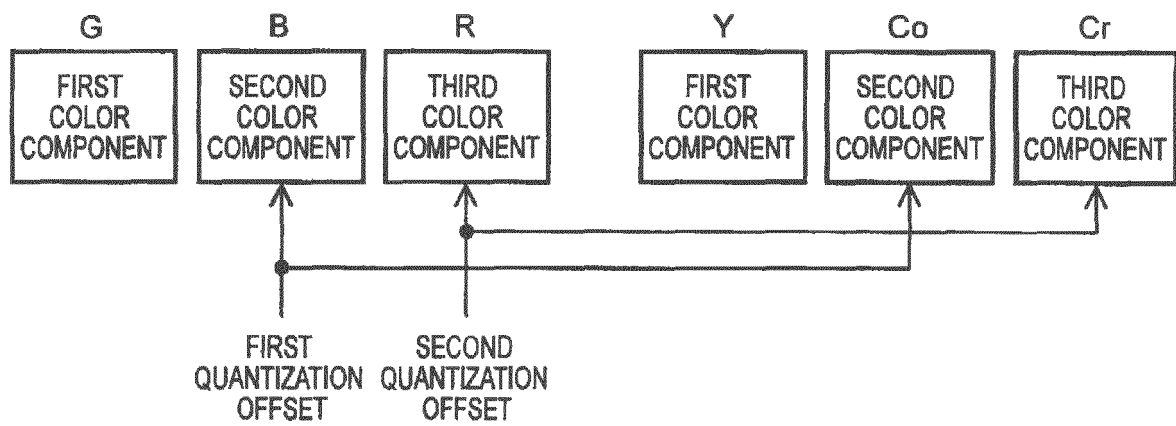 G B R Y Co Cr
FIRST
COLOR
COMPONENT
SECOND
COLOR
COMPONENT
THIRD
COLOR
COMPONENT
FIRST
COLOR
COMPONENT
SECOND
COLOR
COMPONENT
THIRD
COLOR
COMPONENT
FIRST
QUANTIZATION
OFFSET
SECOND
QUANTIZATION
OFFSET